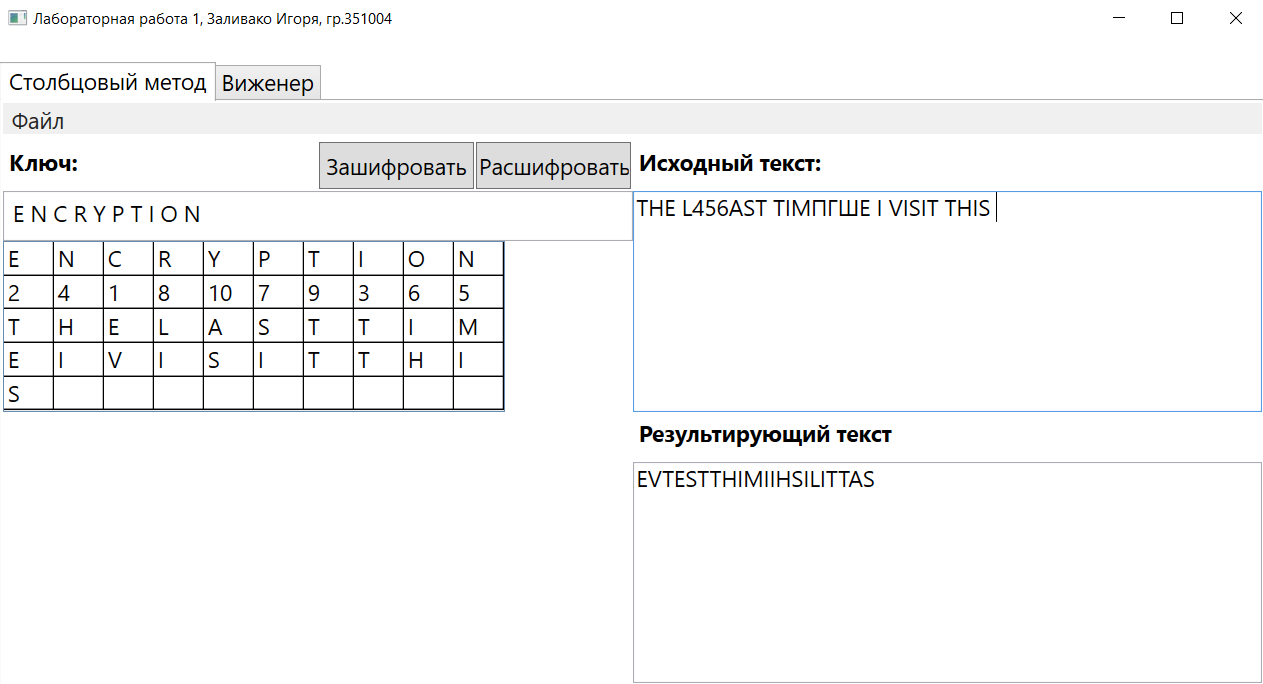 Лабораторная работа 1, Заливако Игоря, гр.351004
Столбцовый метод Виженер
Файл
Ключ: Зашифровать Расшифровать Исходный текст:
E N C R Y P T I O N
THE L456AST TIMПГШЕ I VISIT THIS
E N C R Y P T I O N
2 4 1 8 10 7 9 3 6 5
T H E L A S T T I M
E I V I S I T T H I
S
Результирующий текст
EVTESTTHIMIIHSILITTAS